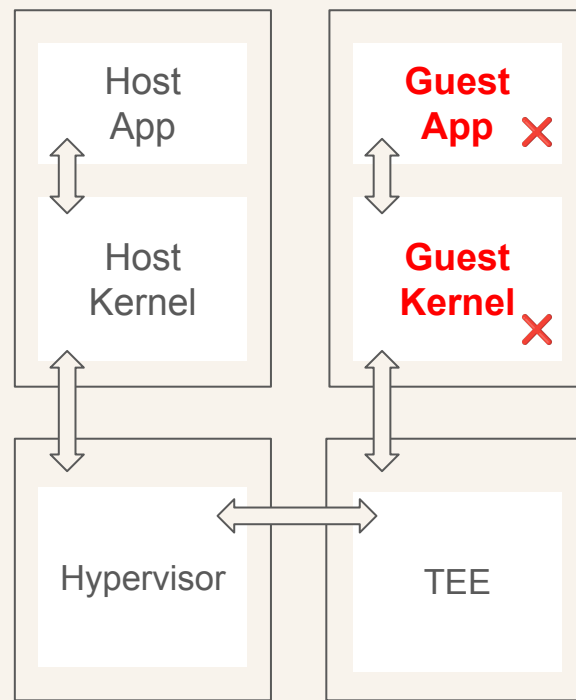 Host
App
Guest
App
Host
Kernel
Guest
Kernel
Hypervisor
TEE